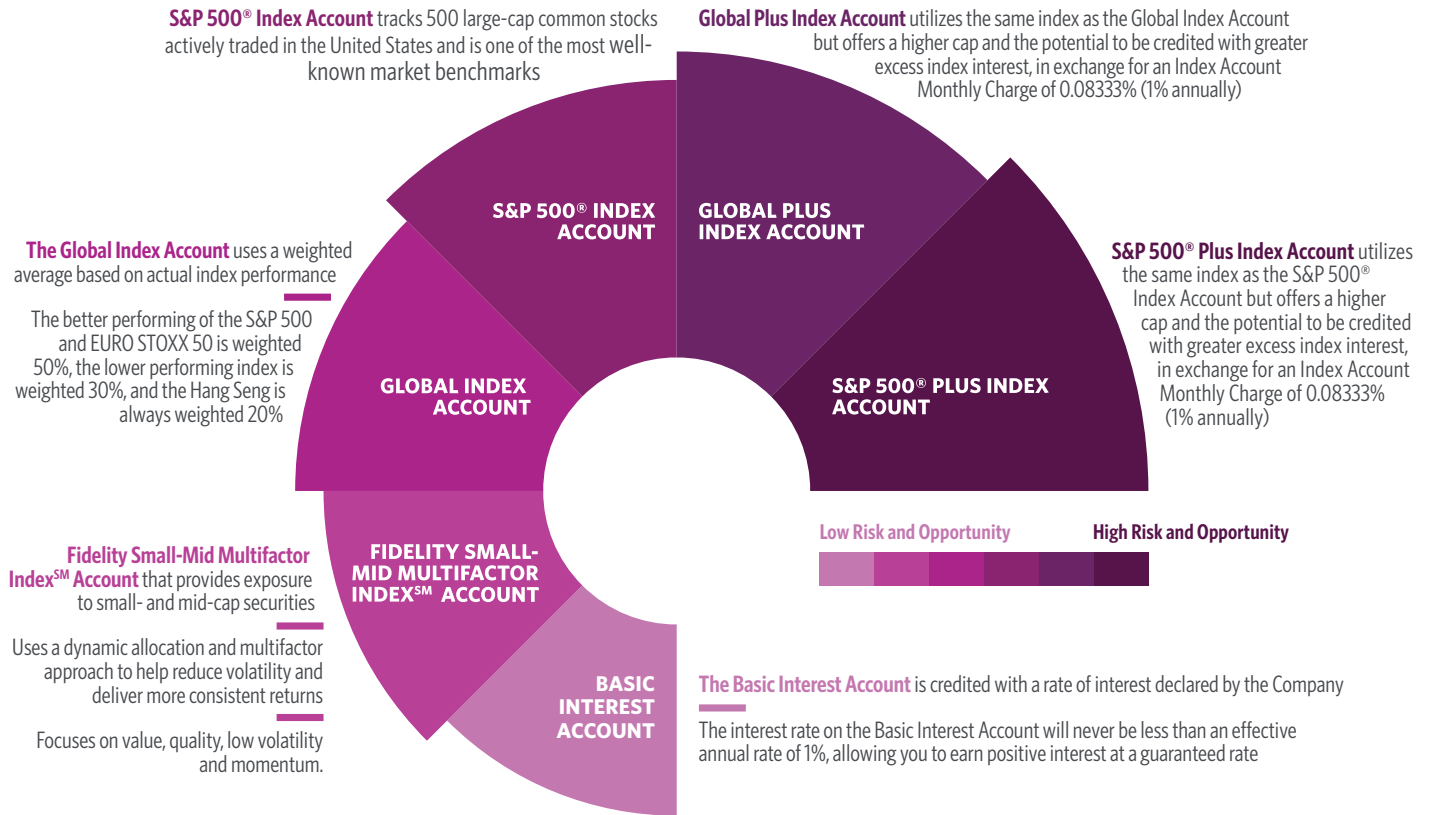 S&P 500® Index Account tracks 500 large-cap common stocks
actively traded in the United States and is one of the most well-
known market benchmarks
Global Plus Index Account utilizes the same index as the Global Index Account
but offers a higher cap and the potential to be credited with greater
excess index interest, in exchange for an Index Account
Monthly Charge of 0.08333% (1% annually)
S&P 500® INDEX
ACCOUNT
GLOBAL PLUS
INDEX ACCOUNT
The Global Index Account uses a weighted
average based on actual index performance
The better performing of the S&P 500
and EURO STOXX 50 is weighted
50%, the lower performing index is
weighted 30%, and the Hang Seng is
always weighted 20%
GLOBAL INDEX
ACCOUNT
S&P 500® PLUS INDEX
ACCOUNT
S&P 500® Plus Index Account utilizes
the same index as the S&P 500®
Index Account but offers a higher
cap and the potential to be credited
with greater excess index interest,
in exchange for an Index Account
Monthly Charge of 0.08333%
(1% annually)
Low Risk and Opportunity
High Risk and Opportunity
Fidelity Small-Mid Multifactor
Index℠ Account that provides exposure
to small- and mid-cap securities
Uses a dynamic allocation and multifactor
approach to help reduce volatility and
deliver more consistent returns
Focuses on value, quality, low volatility
and momentum.
FIDELITY SMALL-
MID MULTIFACTOR
INDEX℠ ACCOUNT
BASIC
INTEREST
ACCOUNT
The Basic Interest Account is credited with a rate of interest declared by the Company
The interest rate on the Basic Interest Account will never be less than an effective
annual rate of 1%, allowing you to earn positive interest at a guaranteed rate